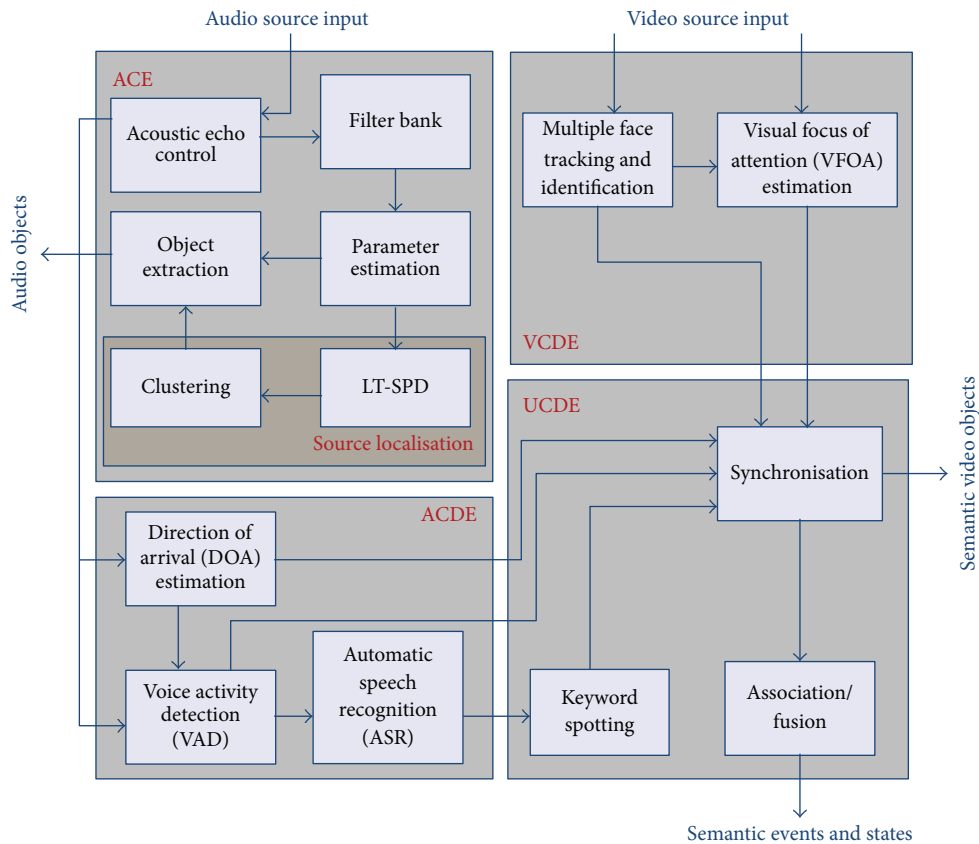 Audio source input
Video source input
ACE
Acoustic echo
control
Filter bank
Object
extraction
Parameter
estimation
Clustering
LT-SPD
Source localisation
Audio objects
Multiple face
tracking and
identification
Visual focus of
attention (VFOA)
estimation
VCDE
ACDE
Direction of
arrival (DOA)
estimation
Voice activity
detection
(VAD)
Automatic
speech
recognition
(ASR)
UCDE
Synchronisation
Keyword
spotting
Association/
fusion
Semantic video objects
Semantic events and states